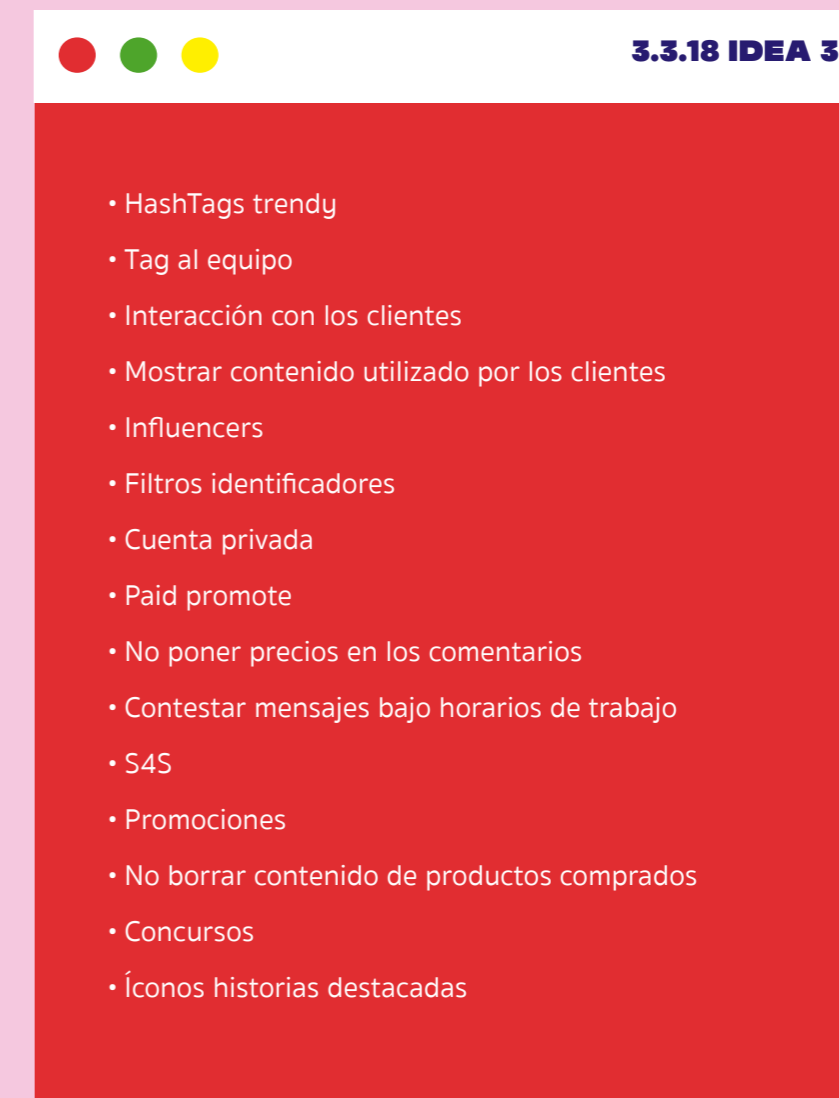 3.3.18 IDEA 3
• HashTags trendy
• Tag al equipo
• Interacción con los clientes
• Mostrar contenido utilizado por los clientes
• Influencers
• Filtros identificadores
• Cuenta privada
• Paid promote
• No poner precios en los comentarios
• Contestar mensajes bajo horarios de trabajo
• S4S
• Promociones
• No borrar contenido de productos comprados
• Concursos
• Íconos historias destacadas